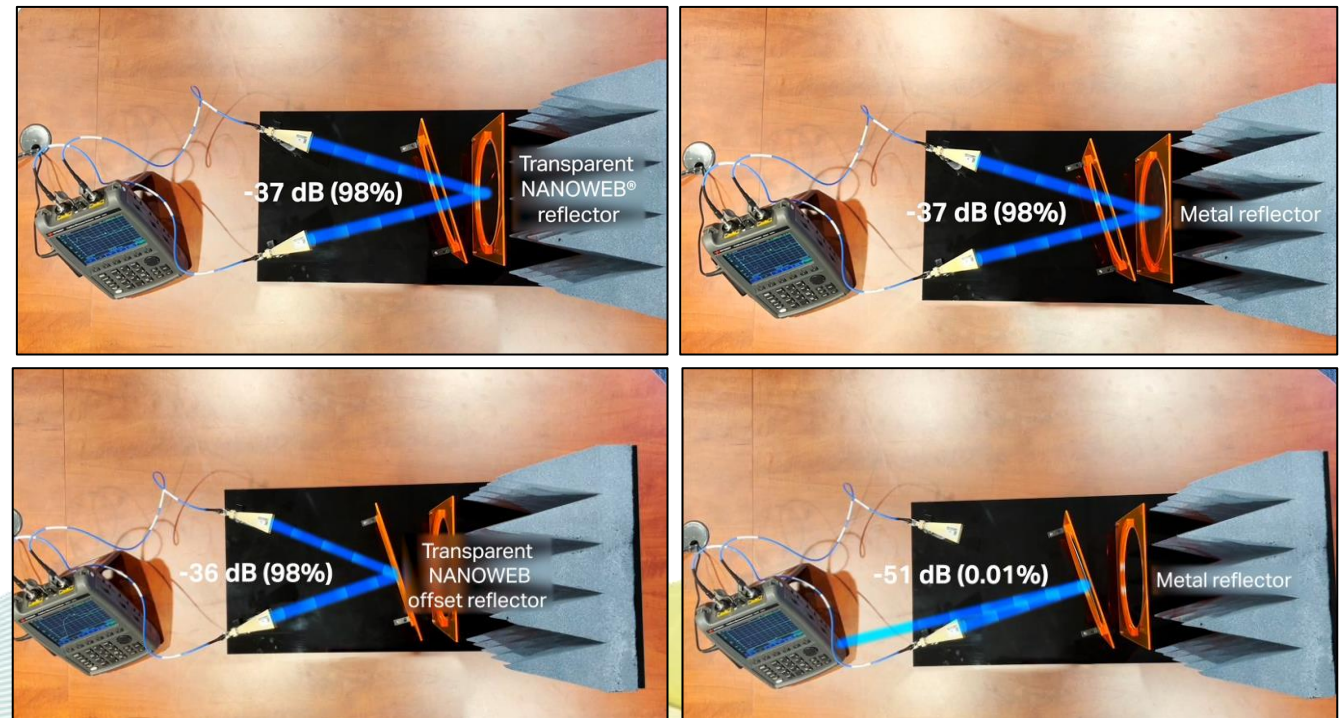 -37 dB (98%)
Transparent
NANOWEB®
reflector
-37 dB (98%)
Metal reflector
-36 dB (98%)
Transparent
NANOWEB
offset reflector
-51 dB (0.01%)
Metal reflector